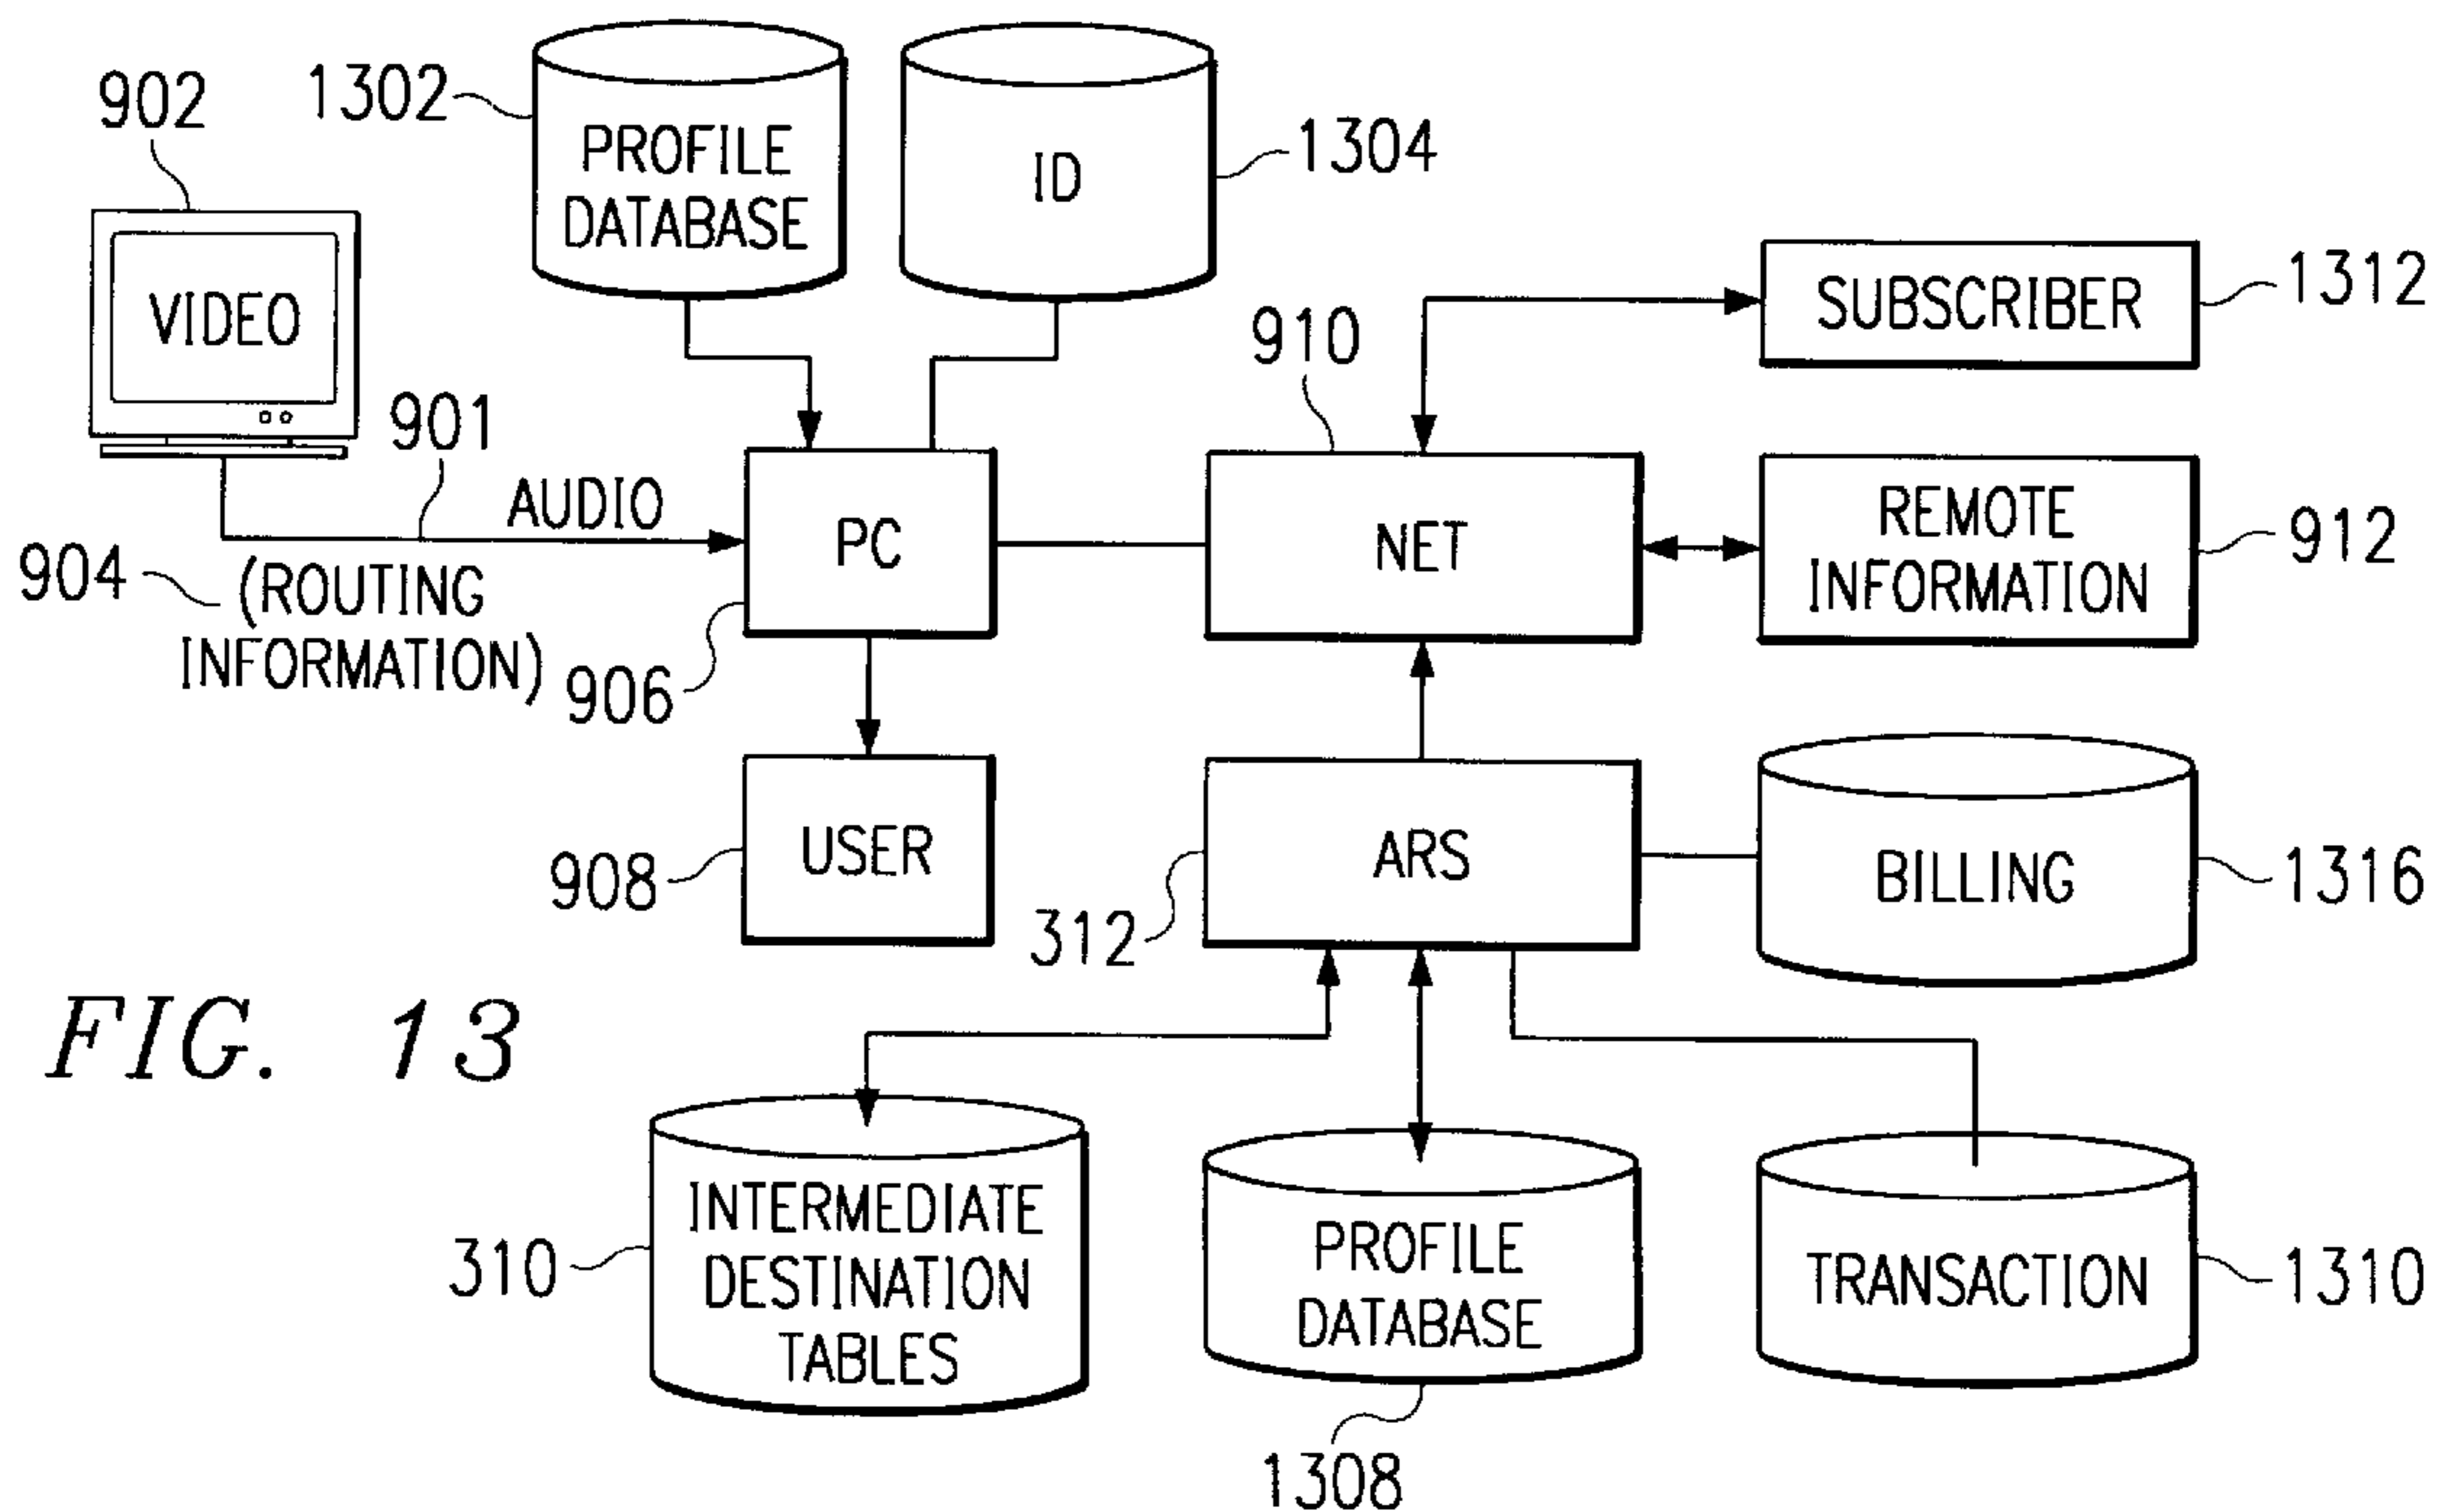 902
1302
PROFILE
DATABASE
ID
1304
VIDEO
901
AUDIO
904
(ROUTING
INFORMATION)
PC
906
910
NET
SUBSCRIBER
1312
REMOTE
INFORMATION
912
USER
908
ARS
312
BILLING
1316
FIG. 13
INTERMEDIATE
DESTINATION
TABLES
310
PROFILE
DATABASE
1308
TRANSACTION
1310